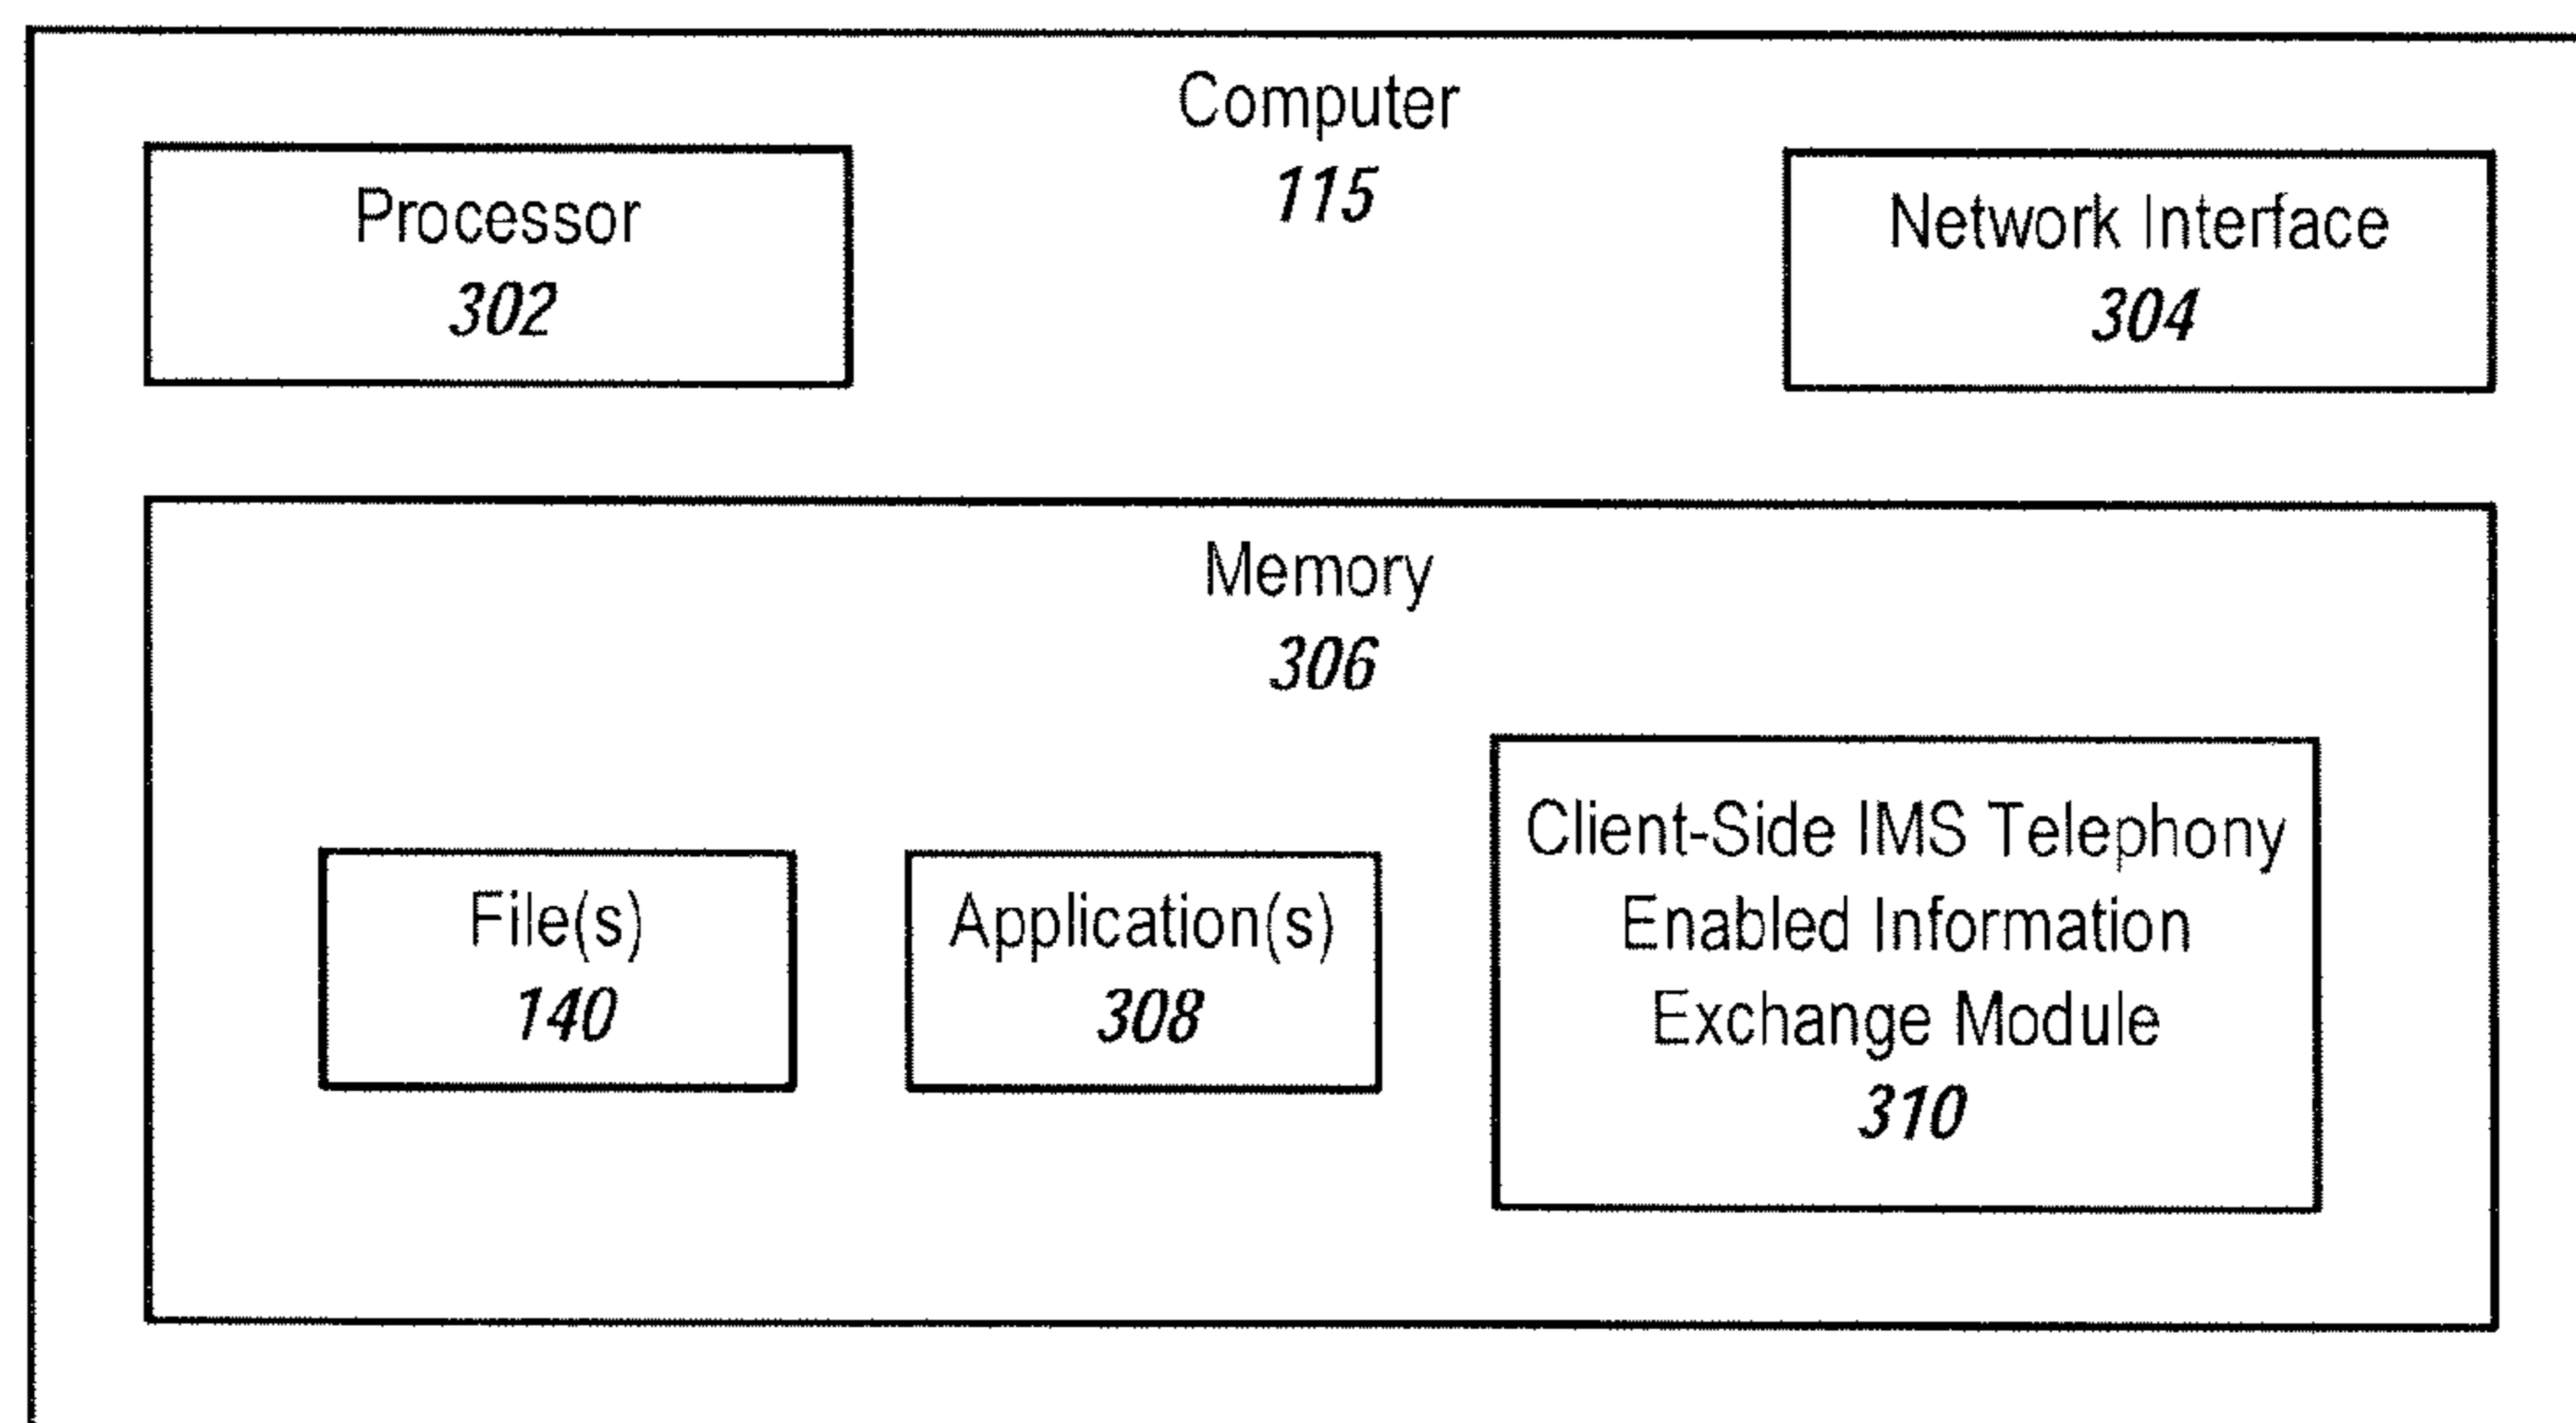 Computer
115
Processor
302
Network Interface
304
Memory
306
File(s)
140
Application(s)
308
Client-Side IMS Telephony
Enabled Information
Exchange Module
310